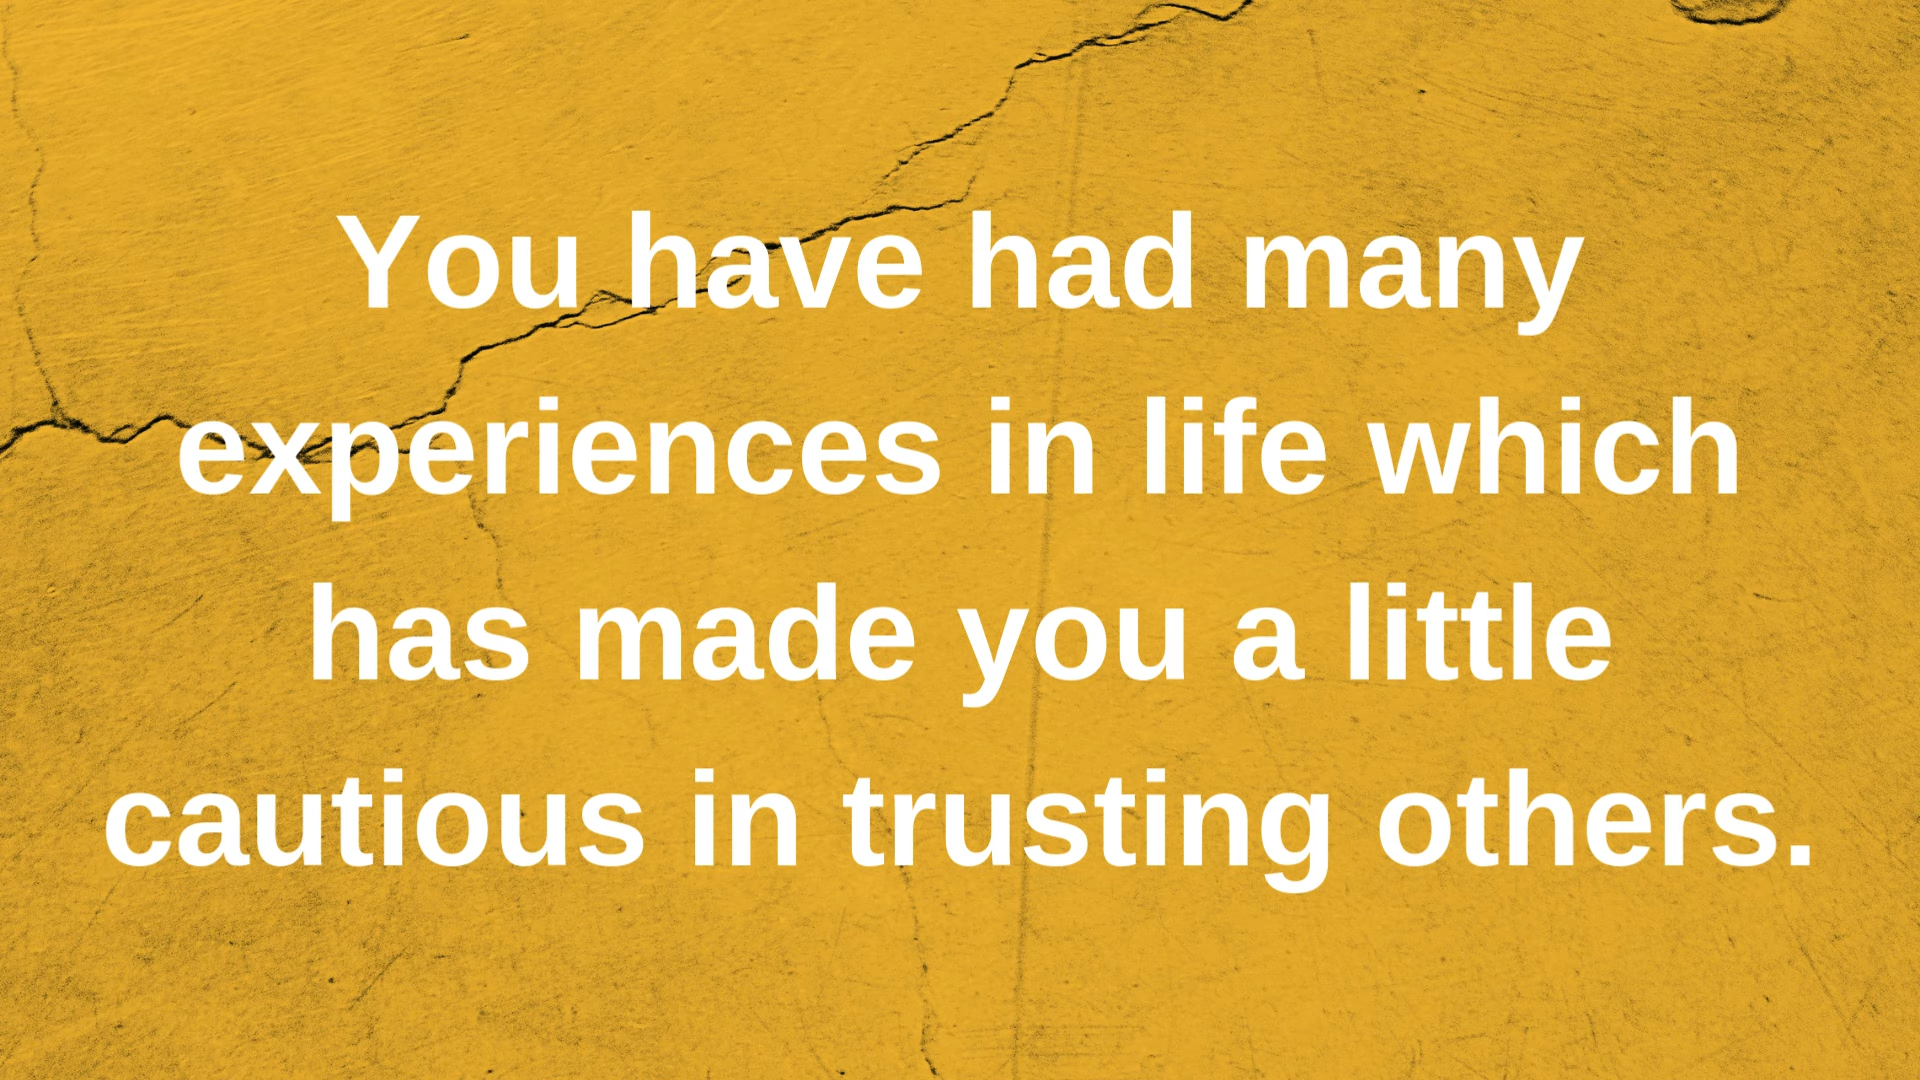 You have had many
experiences in life which
has made you a little
cautious in trusting others.